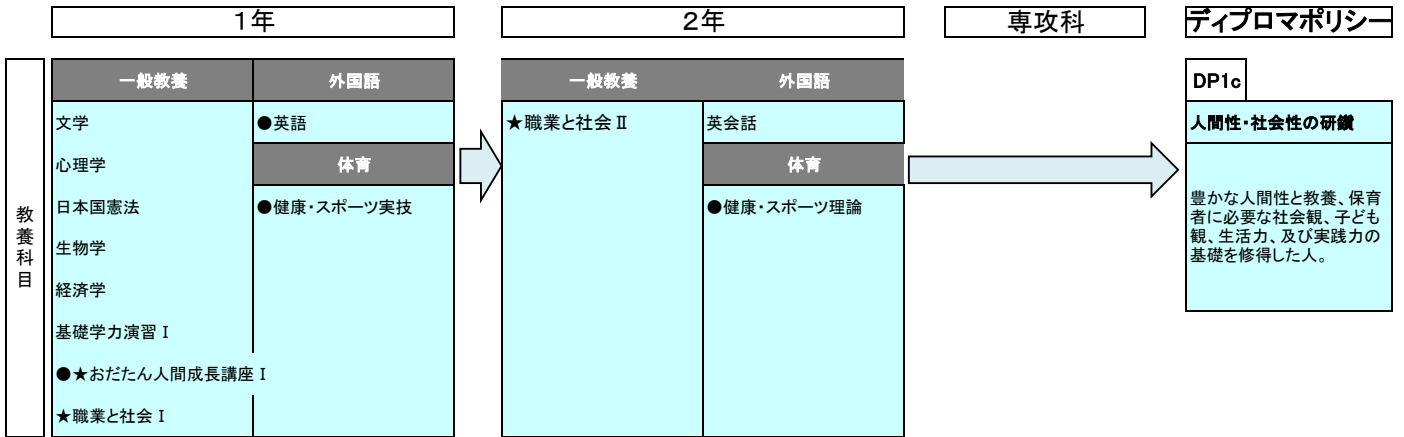 1年
2年
専攻科
ディプロマポリシー
教養科目
一般教養
外国語
文学
●英語
心理学
体育
日本国憲法
●健康・スポーツ実技
生物学
経済学
基礎学力演習Ⅰ
●★おだたん人間成長講座Ⅰ
★職業と社会Ⅰ
一般教養
外国語
★職業と社会Ⅱ
英会話
体育
●健康・スポーツ理論
DP1c
人間性・社会性の研鑽
豊かな人間性と教養、保育
者に必要な社会観、子ども
観、生活力、及び実践力の
基礎を修得した人。